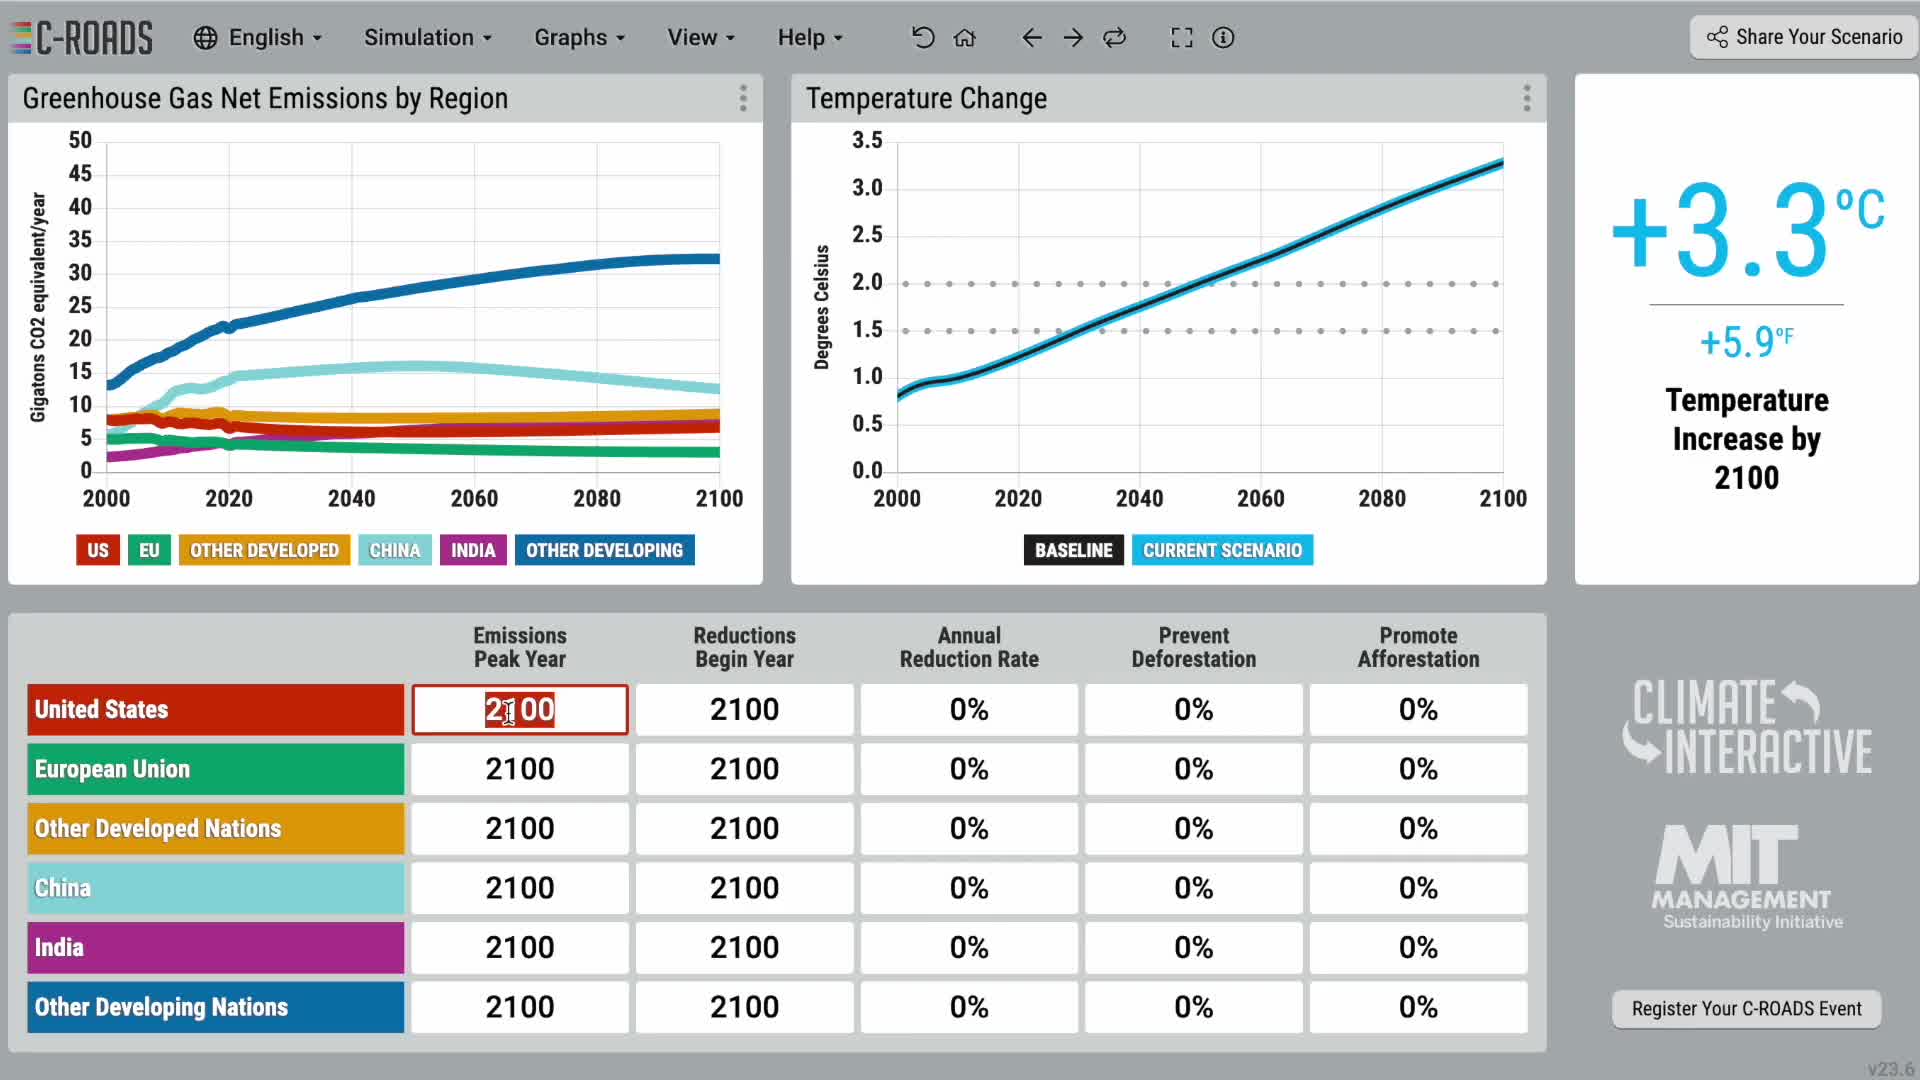 C-ROADS English Simulation Graphs View Help Share Your Scenario
Greenhouse Gas Net Emissions by Region
50
45
40
35
30
25
20
15
10
5
0
Gigatons CO2 equivalent/year
2000 2020 2040 2060 2080 2100
US EU OTHER DEVELOPED CHINA INDIA OTHER DEVELOPING
Temperature Change
3.5
3.0
2.5
2.0
1.5
1.0
0.5
0.0
Degrees Celsius
2000 2020 2040 2060 2080 2100
BASELINE CURRENT SCENARIO
+3.3ºC
+5.9ºF
Temperature
Increase by
2100
Emissions
Peak Year
Reductions
Begin Year
Annual
Reduction Rate
Prevent
Deforestation
Promote
Afforestation
United States 2100 2100 0% 0% 0%
European Union 2100 2100 0% 0% 0%
Other Developed Nations 2100 2100 0% 0% 0%
China 2100 2100 0% 0% 0%
India 2100 2100 0% 0% 0%
Other Developing Nations 2100 2100 0% 0% 0%
CLIMATE
INTERACTIVE
MIT
MANAGEMENT
Sustainability Initiative
Register Your C-ROADS Event
v23.6